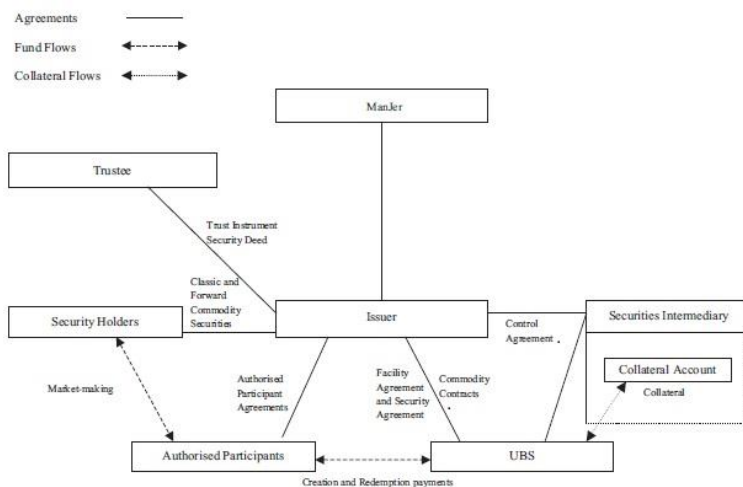 Agreements
Fund Flows
Collateral Flows
ManJer
Trustee
Trust Instrument
Security Deed
Classic and
Forward
Commodity
Securities
Security Holders
Issuer
Securities Intermediary
Control
Agreement
Collateral Account
Collateral
Market-making
Authorised
Participant
Agreements
Facility
Agreement
and Security
Agreement
Commodity
Contracts
Authorised Participants
UBS
Creation and Redemption payments